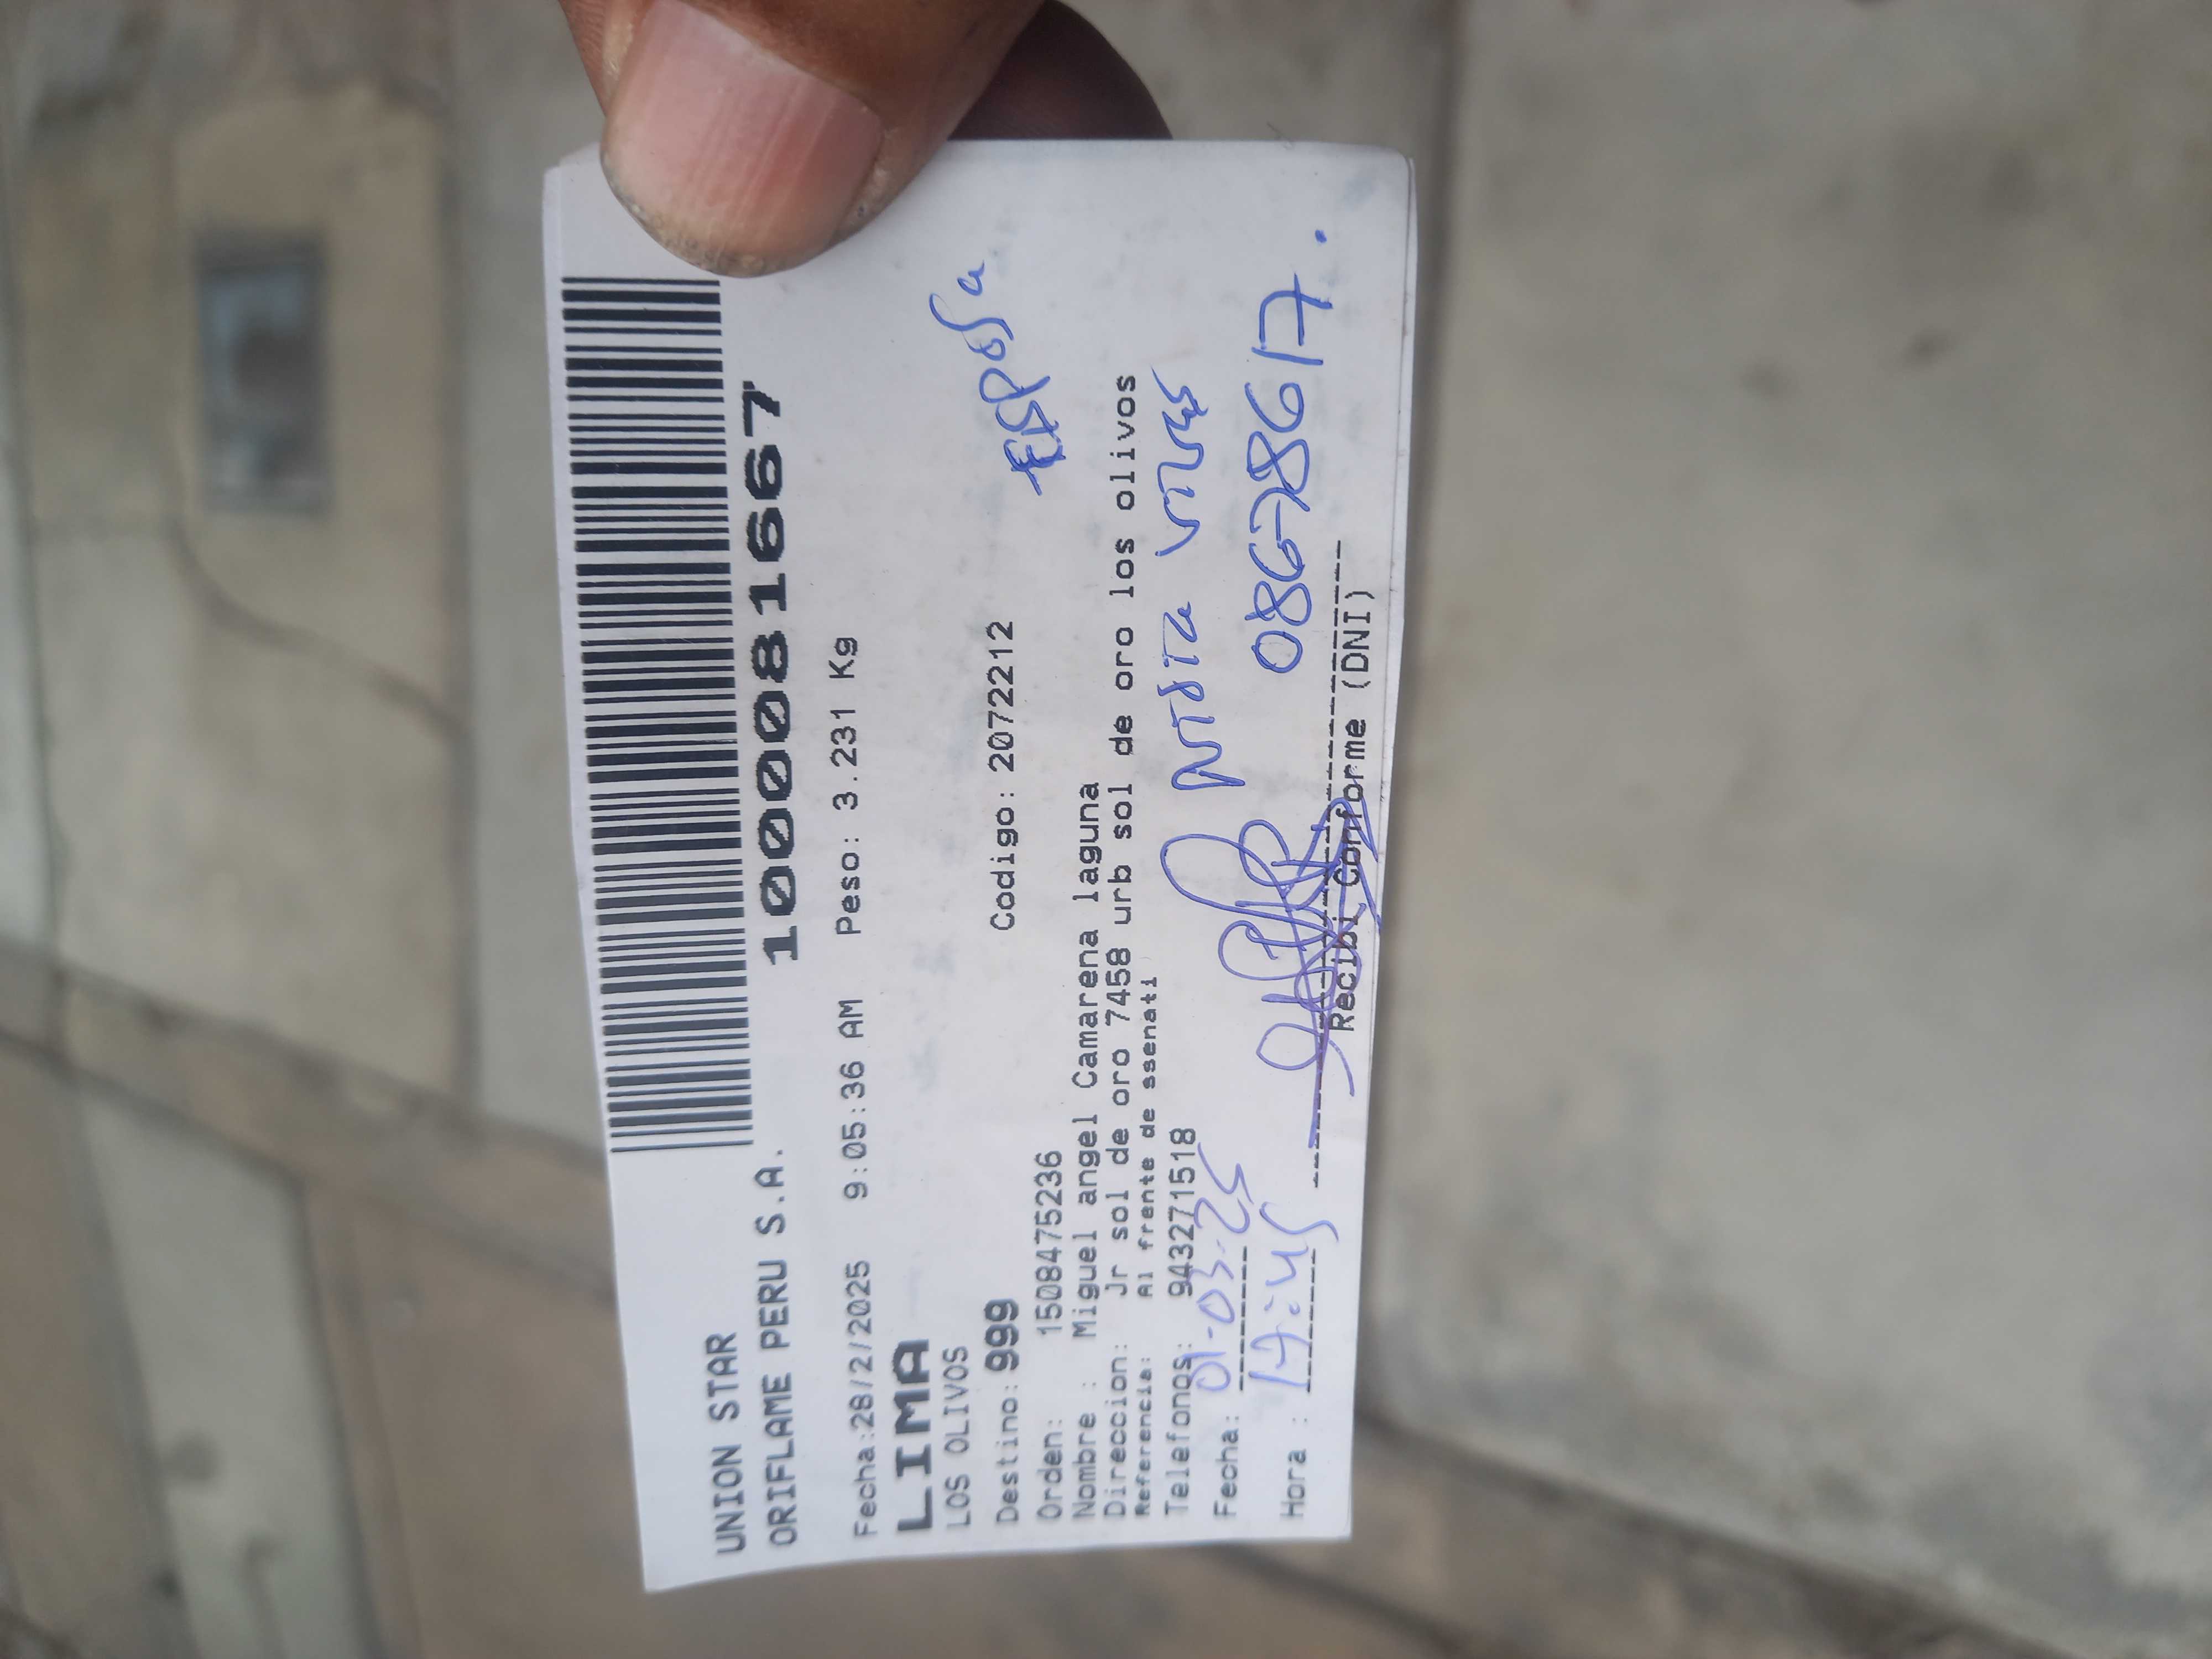 UNION STAR
ORIFLAME PERU S.A. 1000081667
Fecha:28/2/2025 9:05:36 AM Peso: 3.231 Kg
LIMA
LOS OLIVOS
Destino: 999 Codigo: 2072212
ESPOSA
Orden: 1508475236
Nombre : Miguel angel Camarena laguna
Direccion: Jr sol de oro 7458 urb sol de oro los olivos
Referencia: Al frente de ssenati
Telefonos: 943271518
Fecha: 01-03-25
08678617.
Hora : 17:45
Recibi Conforme (DNI)